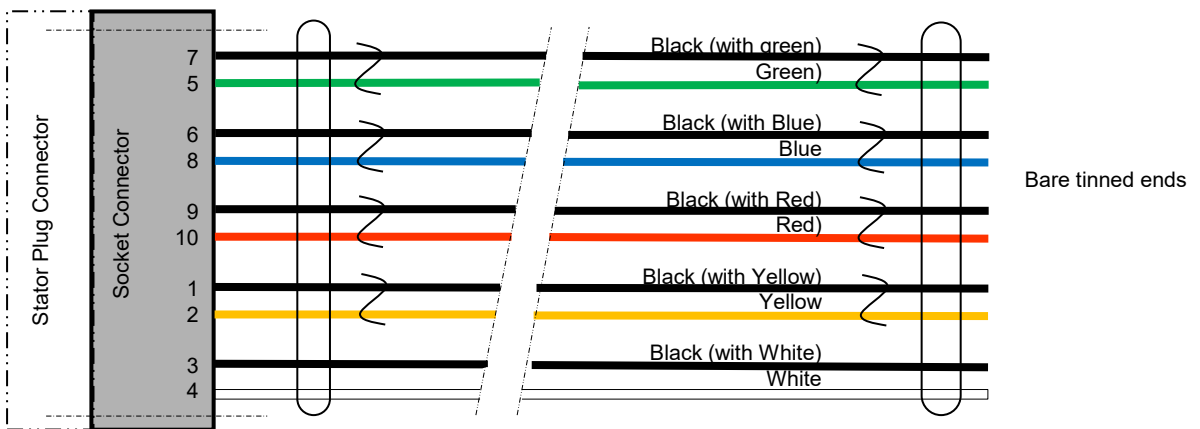 Stator Plug Connector
Socket Connector
7
Black (with green)
5
Green)
6
Black (with Blue)
8
Blue
9
Black (with Red)
10
Red)
1
Black (with Yellow)
2
Yellow
3
Black (with White)
4
White
Bare tinned ends